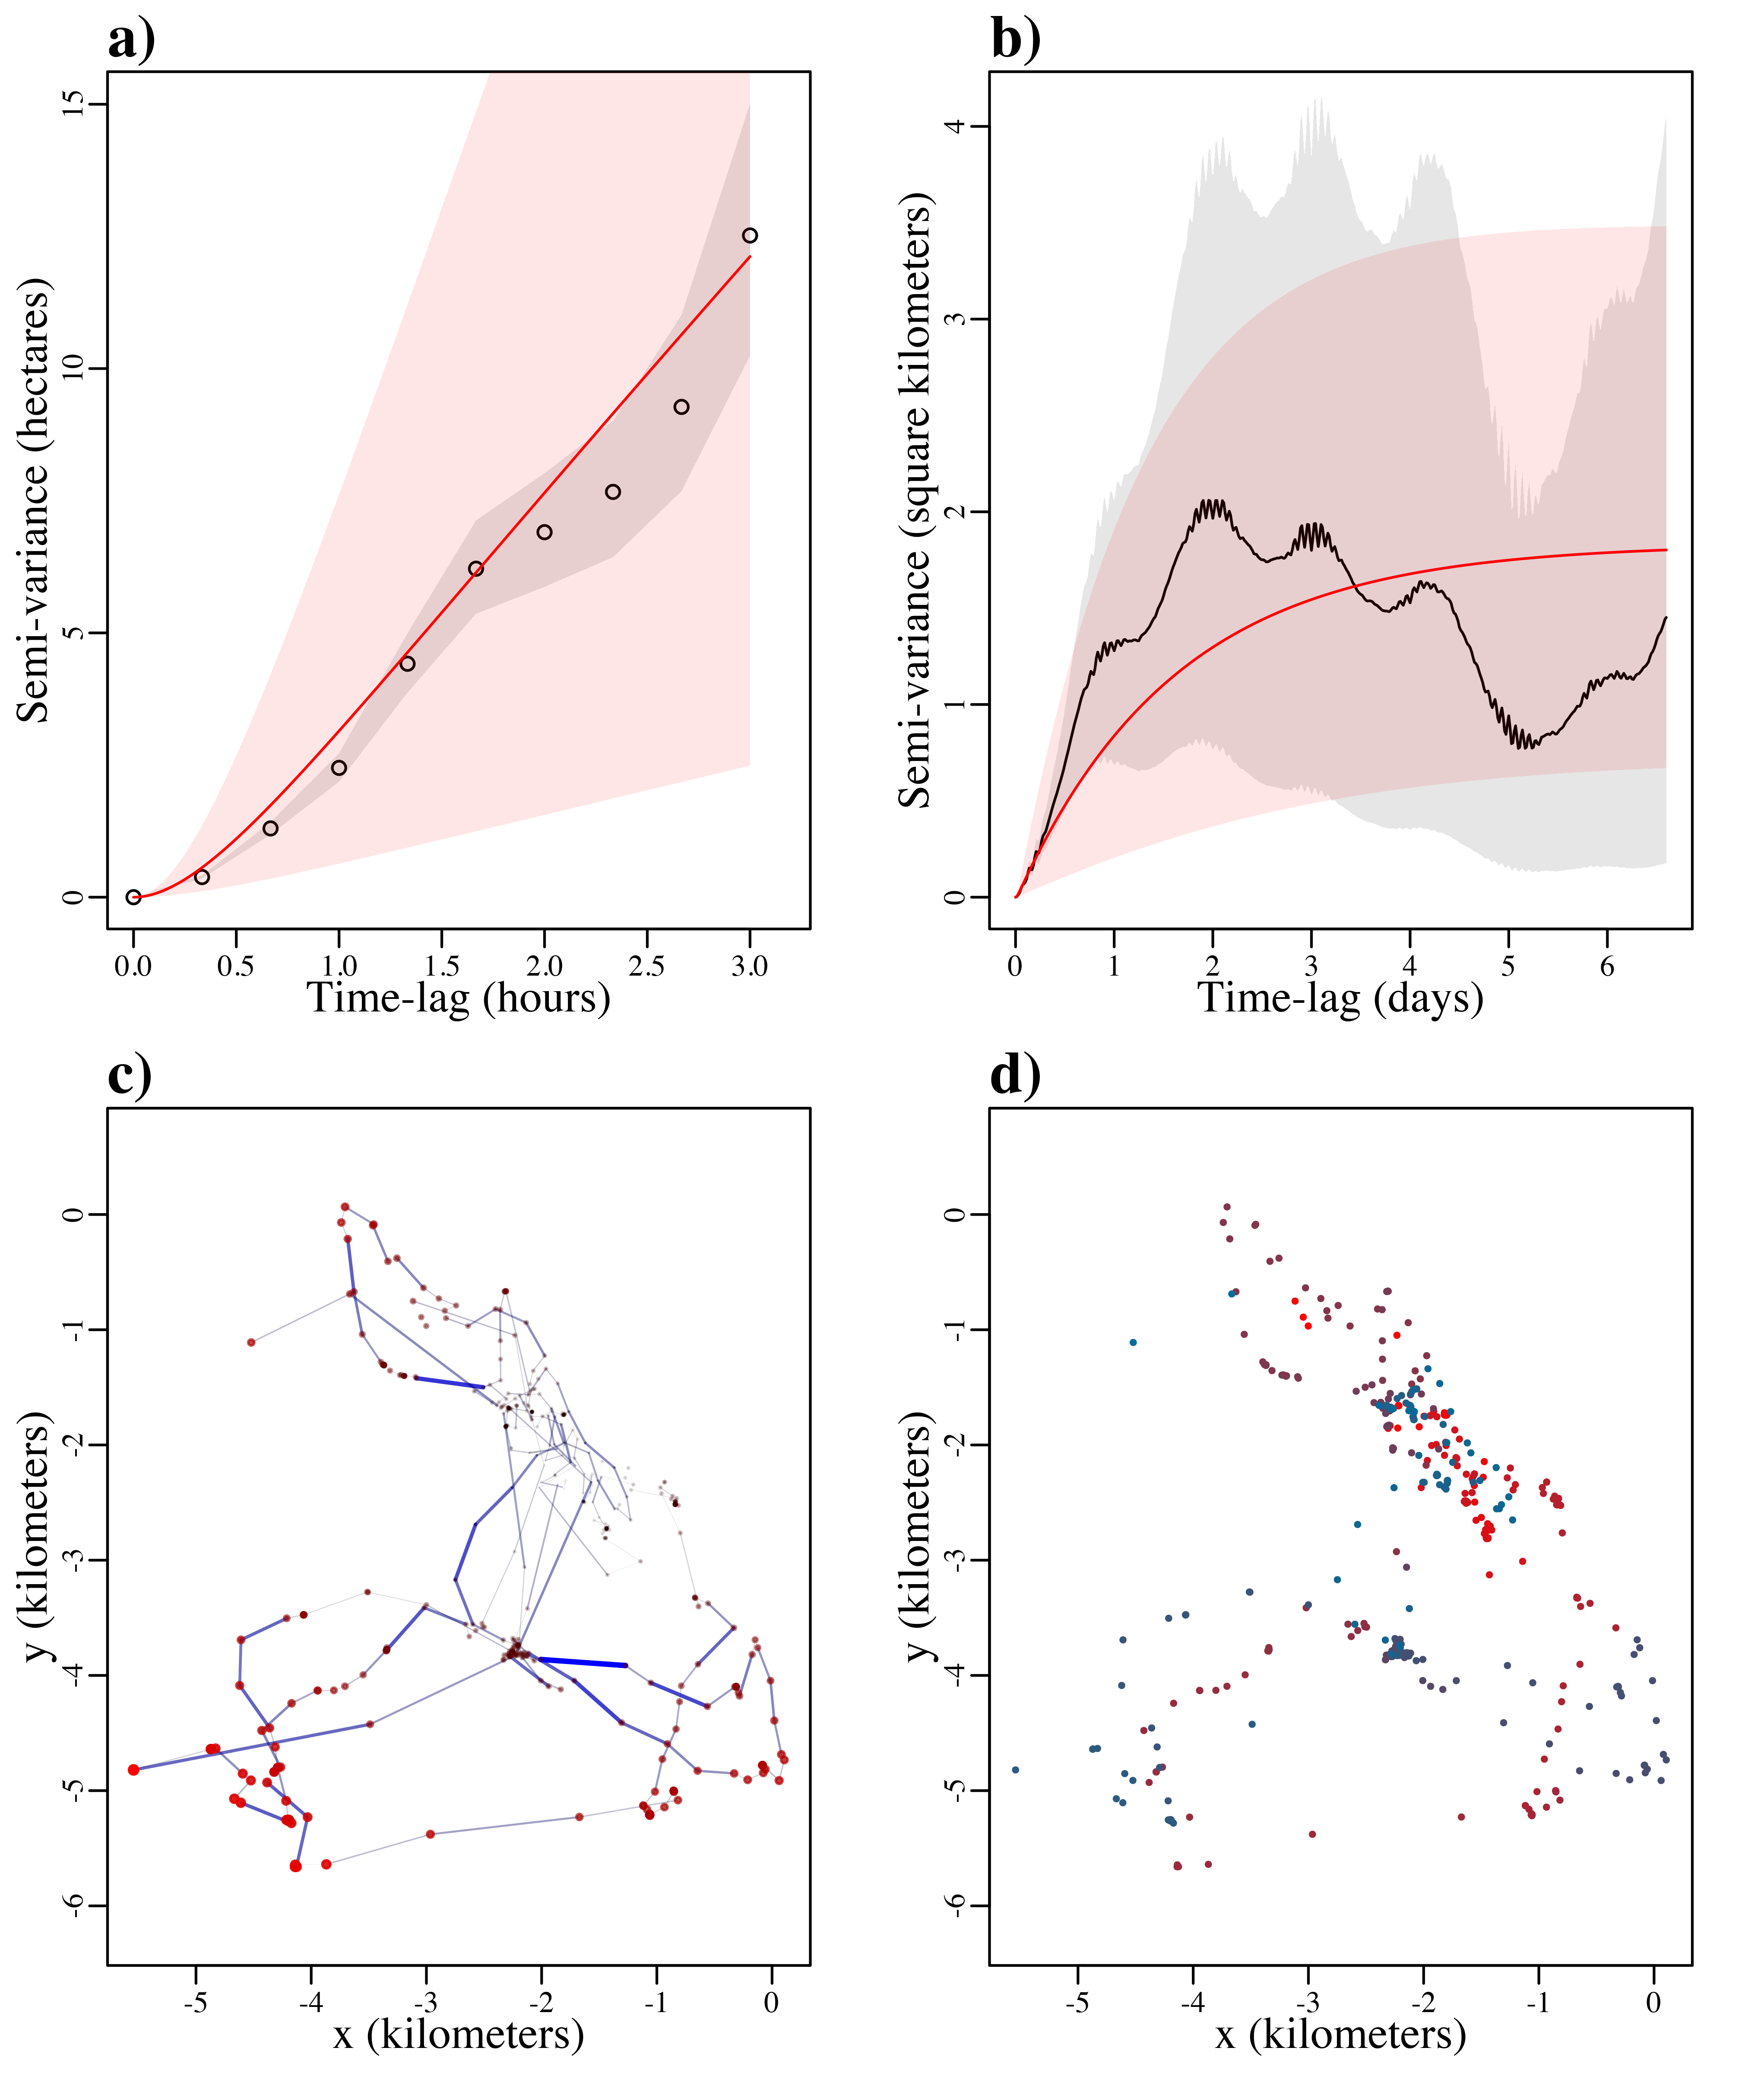 a)
Semi-variance (hectares)
15
10
5
0
0.0 0.5 1.0 1.5 2.0 2.5 3.0
Time-lag (hours)
b)
Semi-variance (square kilometers)
4
3
2
1
0
0 1 2 3 4 5 6
Time-lag (days)
c)
y (kilometers)
0
-1
-2
-3
-4
-5
-6
-5 -4 -3 -2 -1 0
x (kilometers)
d)
y (kilometers)
0
-1
-2
-3
-4
-5
-6
-5 -4 -3 -2 -1 0
x (kilometers)